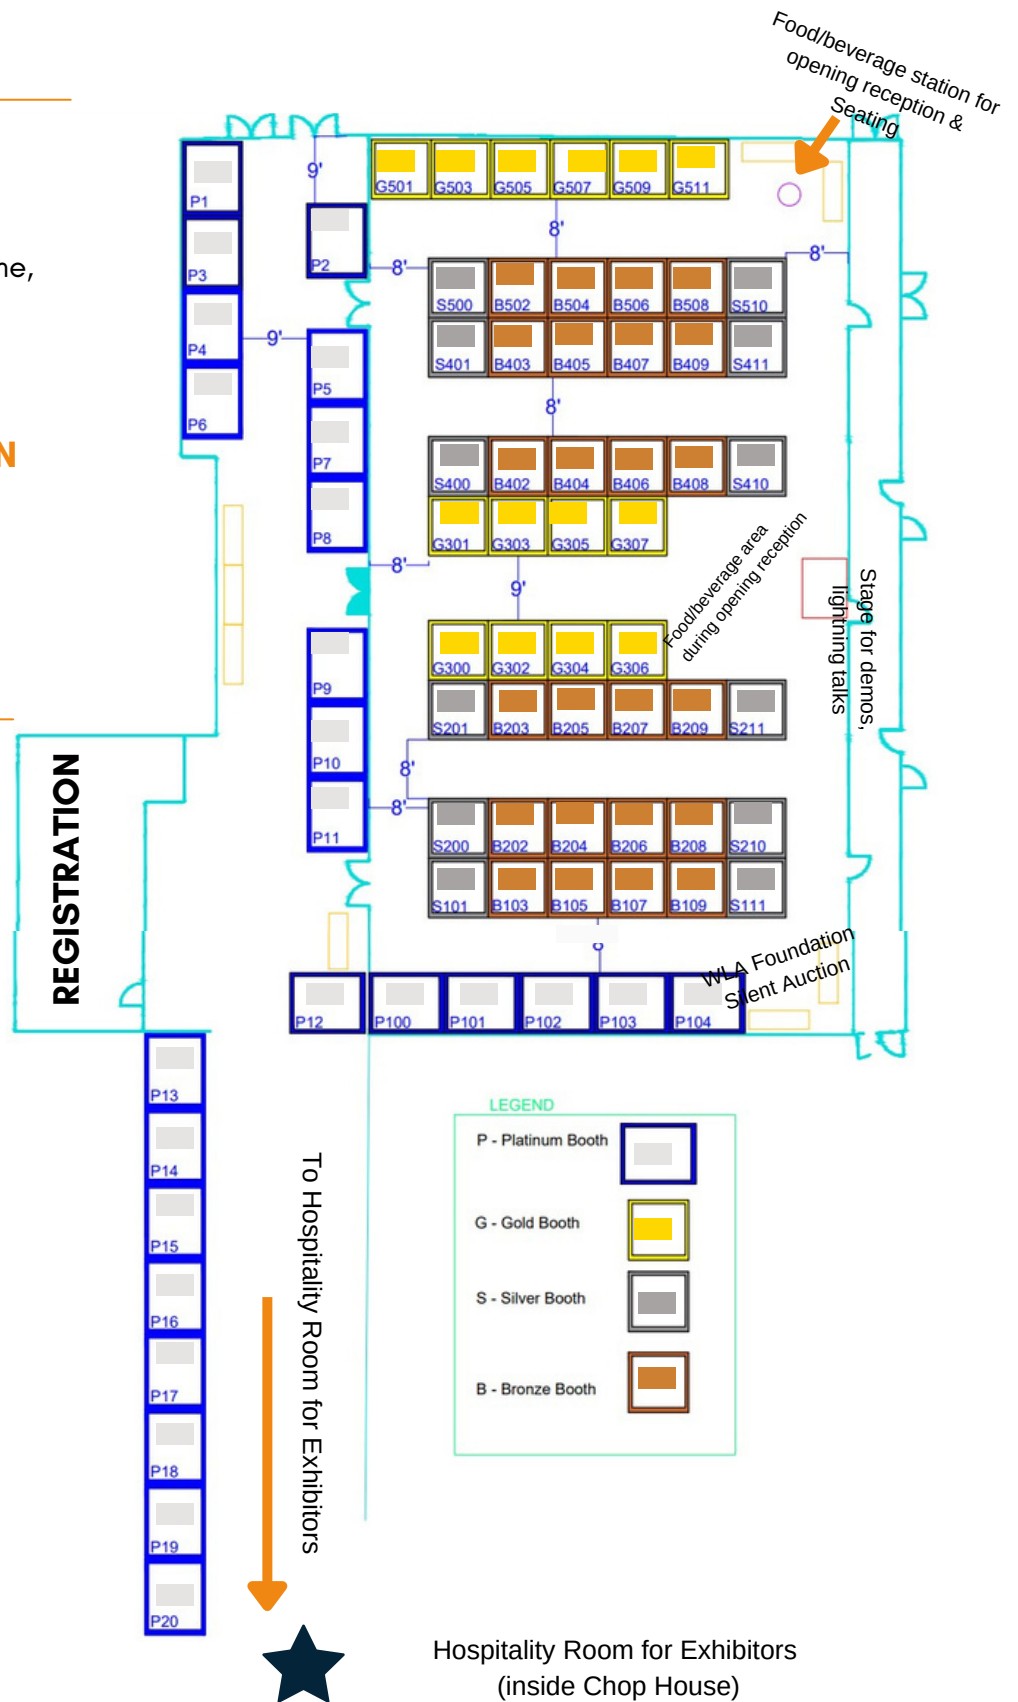 Food/beverage station for
opening reception &
Seating
ne,
N
9'
P1
P2
P3
P4
9'
P5
P6
P7
P8
P9
P10
P11
G501
G503
G505
G507
G509
G511
8'
8'
8'
S500
B502
B504
B506
B508
S510
S401
B403
B405
B407
B409
S411
8'
S400
B402
B404
B406
B408
S410
G301
G303
G305
G307
8'
9'
Food/beverage area
during opening reception
Stage for demos,
lightning talks
G300
G302
G304
G306
S201
B203
B205
B207
B209
S211
8'
8'
S200
B202
B204
B206
B208
S210
S101
B103
B105
B107
B109
S111
REGISTRATION
WLA Foundation
Silent Auction
P12
P100
P101
P102
P103
P104
P13
P14
P15
P16
P17
P18
P19
P20
LEGEND
P - Platinum Booth
G - Gold Booth
S - Silver Booth
B - Bronze Booth
To Hospitality Room for Exhibitors
Hospitality Room for Exhibitors
(inside Chop House)